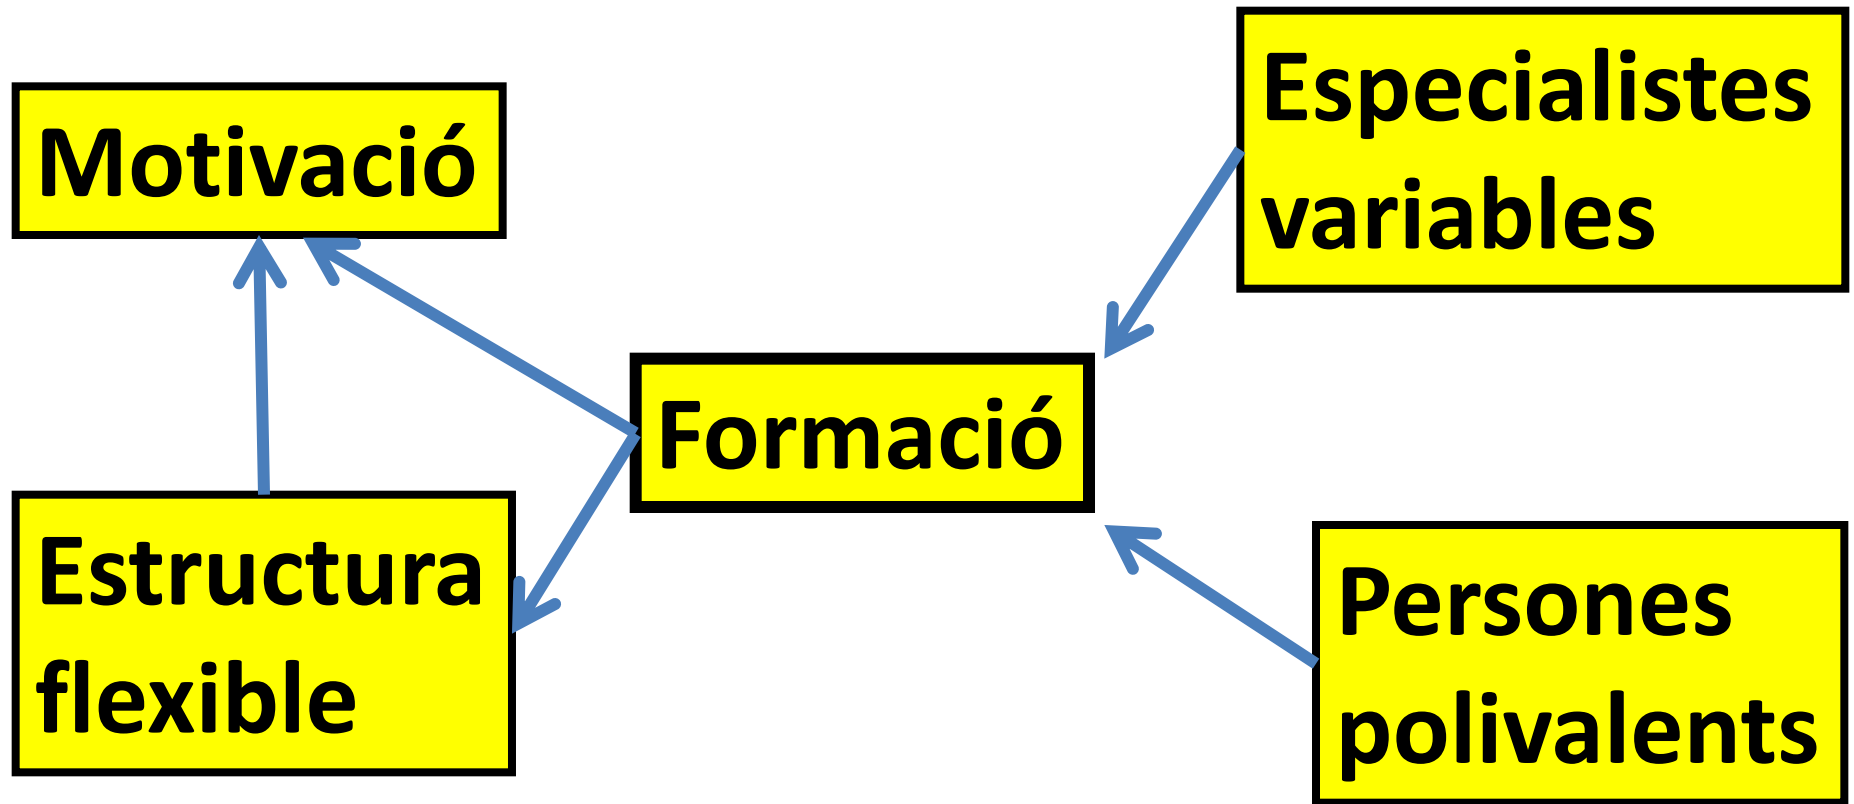 Motivació
Especialistes
variables
Formació
Estructura
flexible
Persones
polivalents